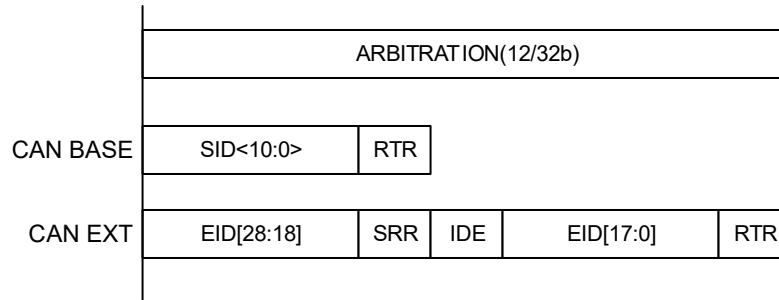 ARBITRATION(12/32b)
CAN BASE SID<10:0> RTR
CAN EXT EID[28:18] SRR IDE EID[17:0] RTR